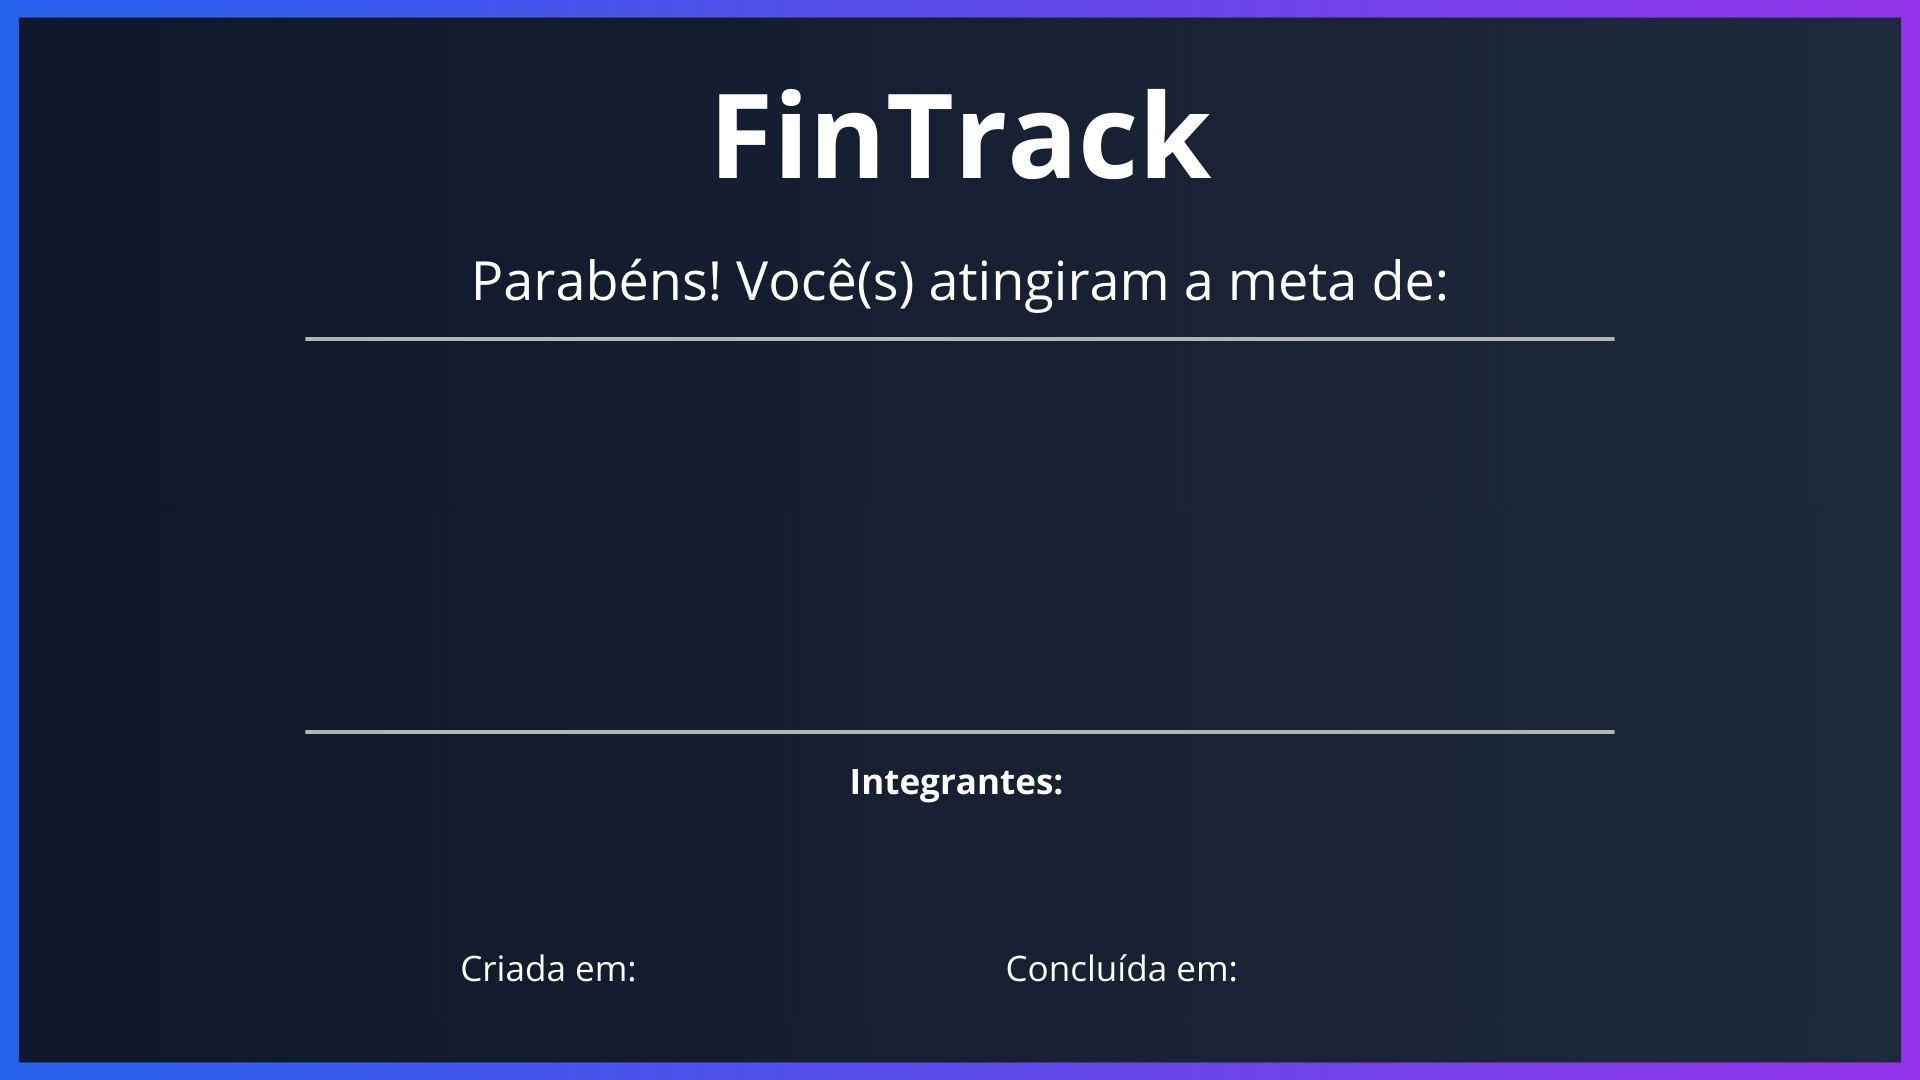 FinTrack
Parabéns! Você(s) atingiram a meta de:
Integrantes:
Criada em:
Concluída em: